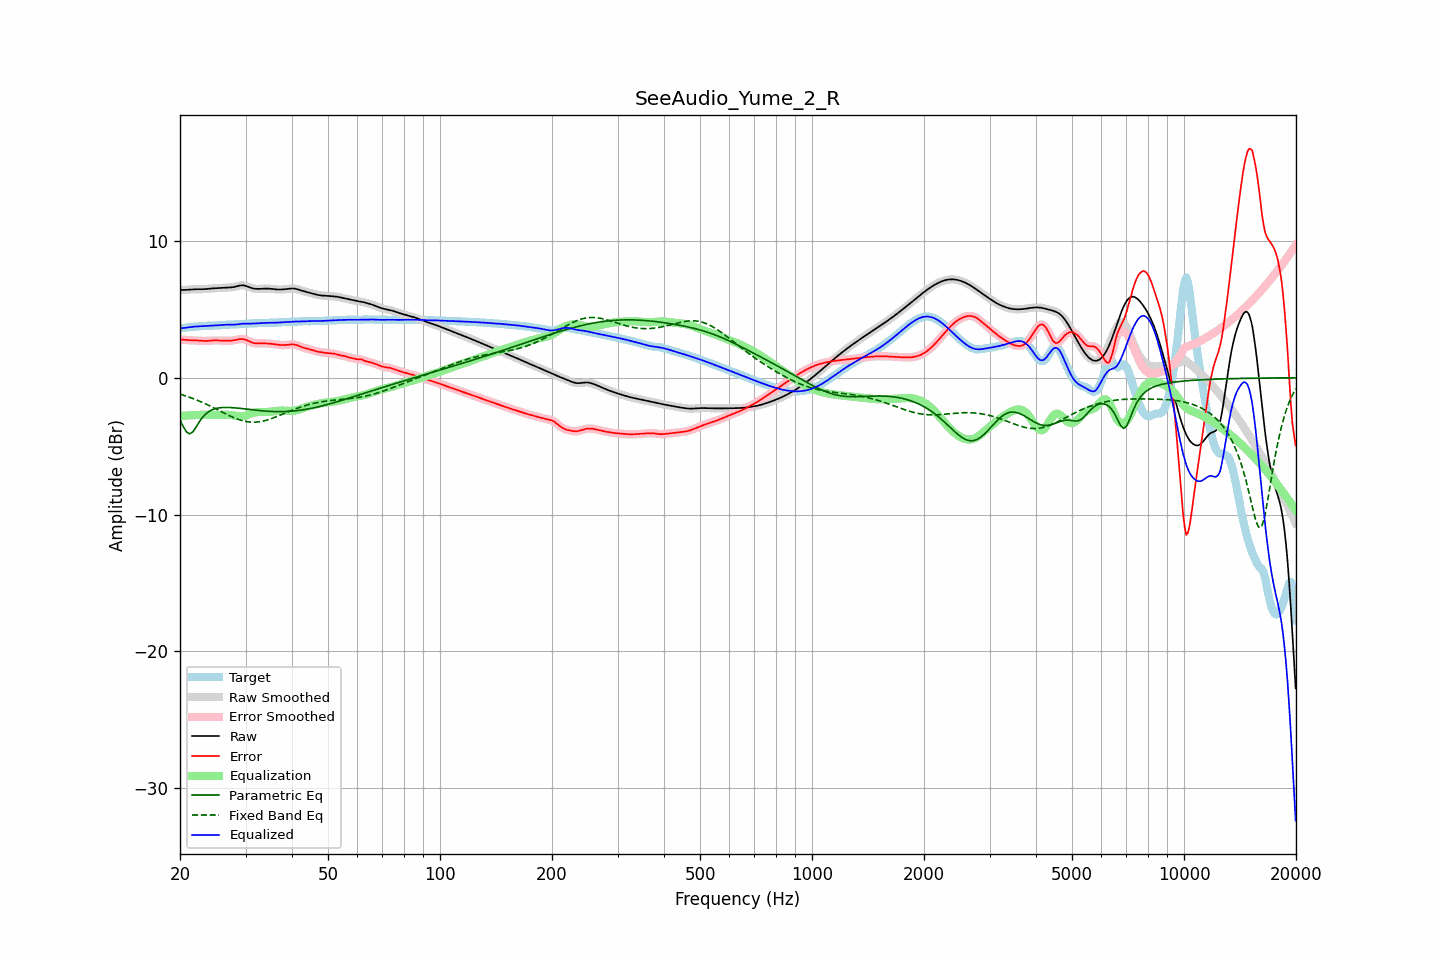 SeeAudio_Yume_2_R
10
0
−10
−20
−30
Amplitude (dBr)
Target
Raw Smoothed
Error Smoothed
Raw
Error
Equalization
Parametric Eq
Fixed Band Eq
Equalized
20 50 100 200 500 1000 2000 5000 10000 20000
Frequency (Hz)